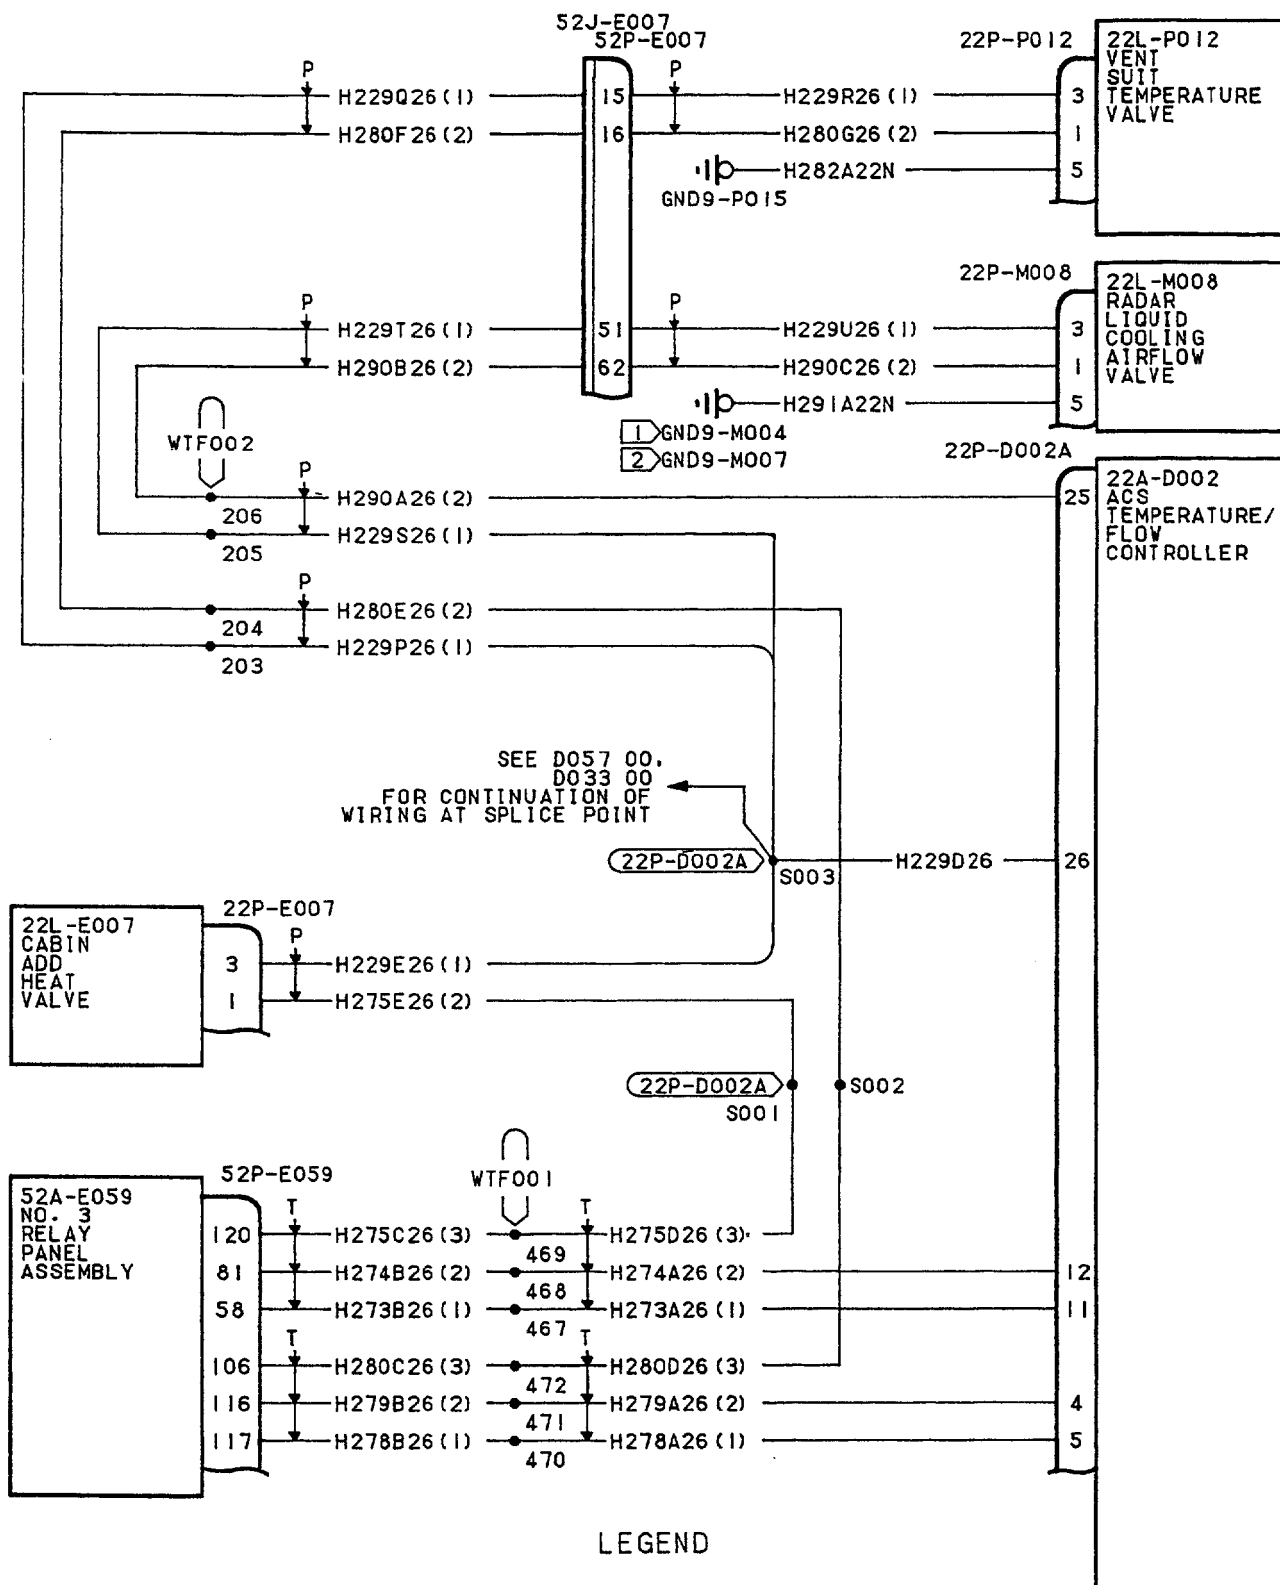 52J-E007
52P-E007
22P-P012
22L-P012
VENT
SUIT
TEMPERATURE
VALVE
P
H229Q26(1)
15
P
H229R26(1)
3
H280F26(2)
16
H280G26(2)
1
H282A22N
5
GND9-P015
22P-M008
22L-M008
RADAR
LIQUID
COOLING
AIRFLOW
VALVE
P
H229T26(1)
51
P
H229U26(1)
3
H290B26(2)
62
H290C26(2)
1
H291A22N
5
1 GND9-M004
2 GND9-M007
WTF002
22P-D002A
22A-D002
ACS
TEMPERATURE/
FLOW
CONTROLLER
P
H290A26(2)
25
206
H229S26(1)
205
P
H280E26(2)
204
H229P26(1)
203
SEE D057 00,
D033 00
FOR CONTINUATION OF
WIRING AT SPLICE POINT
22P-D002A
S003
H229D26
26
22P-E007
22L-E007
CABIN
ADD
HEAT
VALVE
P
3
H229E26(1)
1
H275E26(2)
22P-D002A
S001
S002
52P-E059
WTF001
52A-E059
NO. 3
RELAY
PANEL
ASSEMBLY
T
T
120
H275C26(3)
469
H275D26(3)
81
H274B26(2)
468
H274A26(2)
12
58
H273B26(1)
467
H273A26(1)
11
T
T
106
H280C26(3)
472
H280D26(3)
116
H279B26(2)
471
H279A26(2)
4
117
H278B26(1)
470
H278A26(1)
5
LEGEND